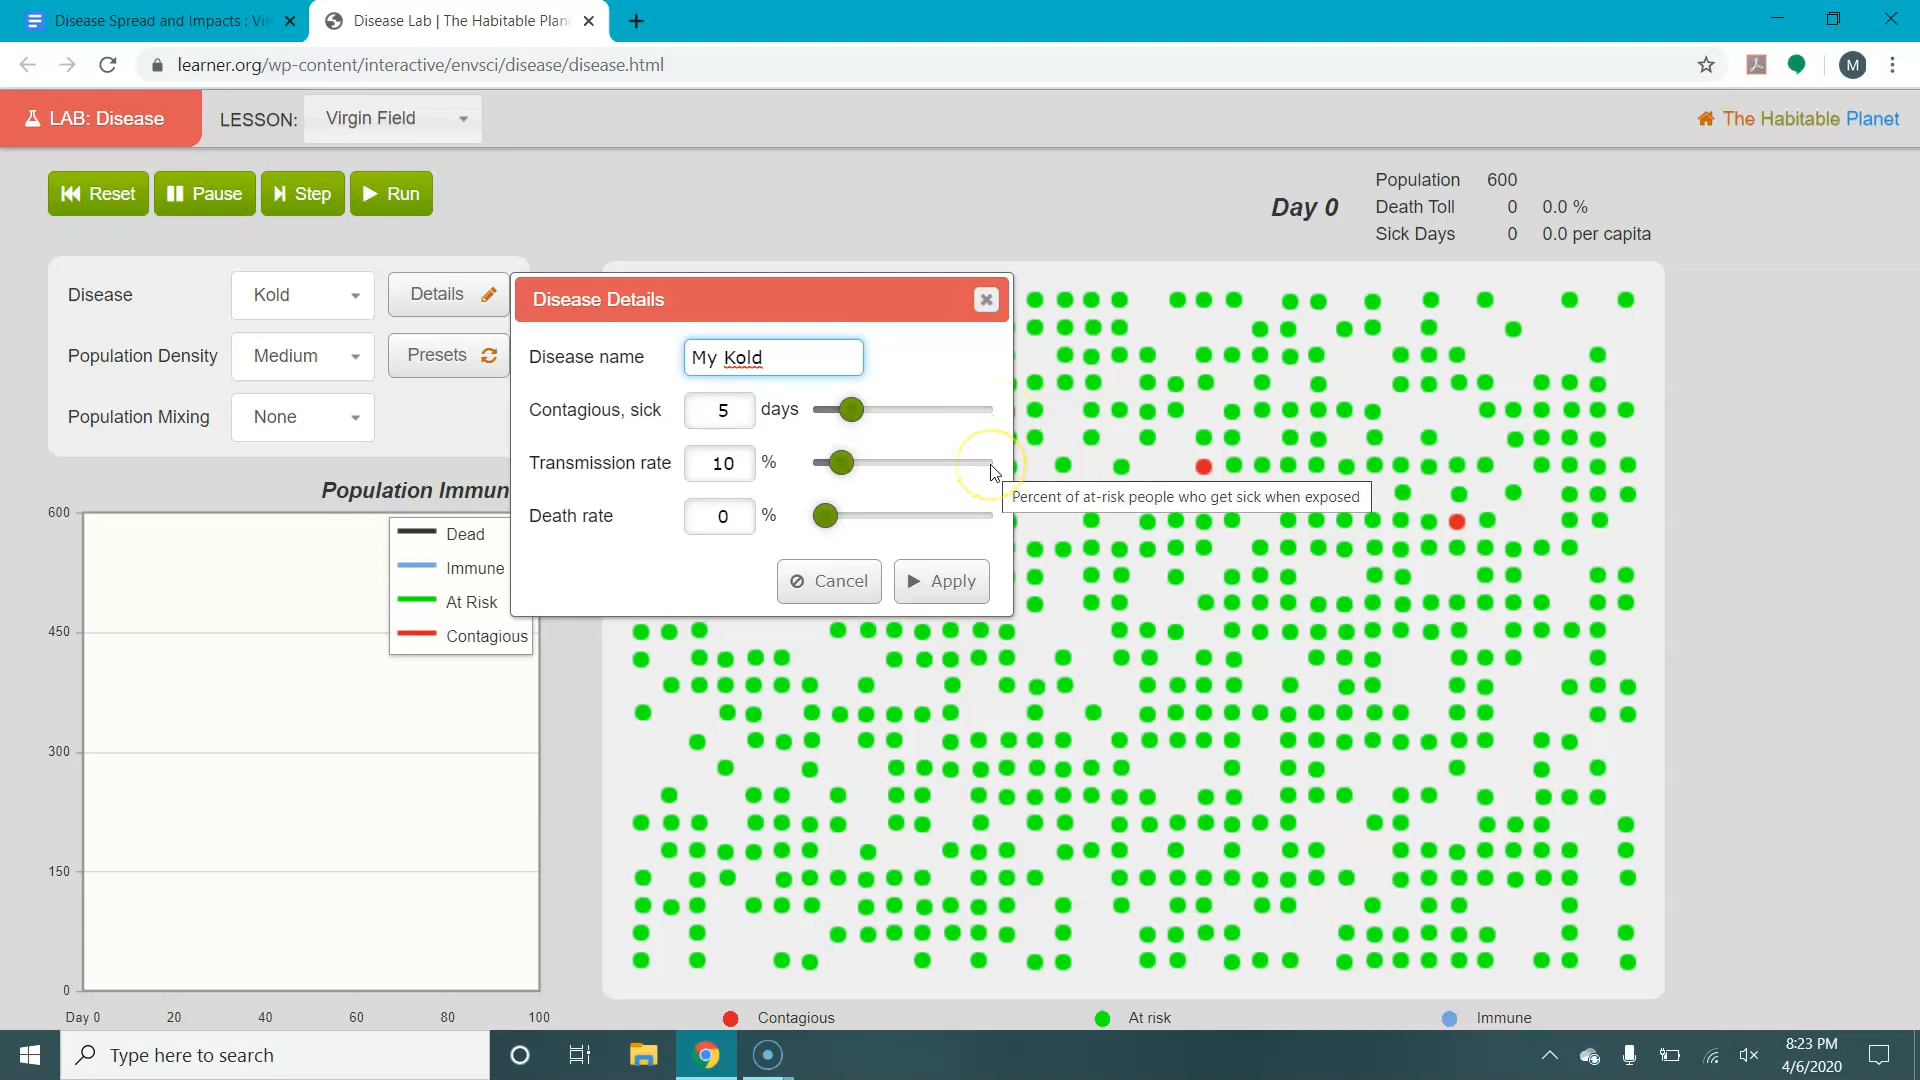 Disease Spread and Impacts : Vir
Disease Lab | The Habitable Plan
learner.org/wp-content/interactive/envsci/disease/disease.html
M
LAB: Disease
LESSON: Virgin Field
The Habitable Planet
Reset Pause Step Run
Day 0
Population 600
Death Toll 0 0.0 %
Sick Days 0 0.0 per capita
Disease Kold Details
Population Density Medium Presets
Population Mixing None
Disease Details
Disease name My Kold
Contagious, sick 5 days
Transmission rate 10 %
Death rate 0 %
Cancel Apply
Percent of at-risk people who get sick when exposed
Population Immun
600
450
300
150
0
Dead
Immune
At Risk
Contagious
Day 0 20 40 60 80 100
Contagious At risk Immune
Type here to search
8:23 PM
4/6/2020